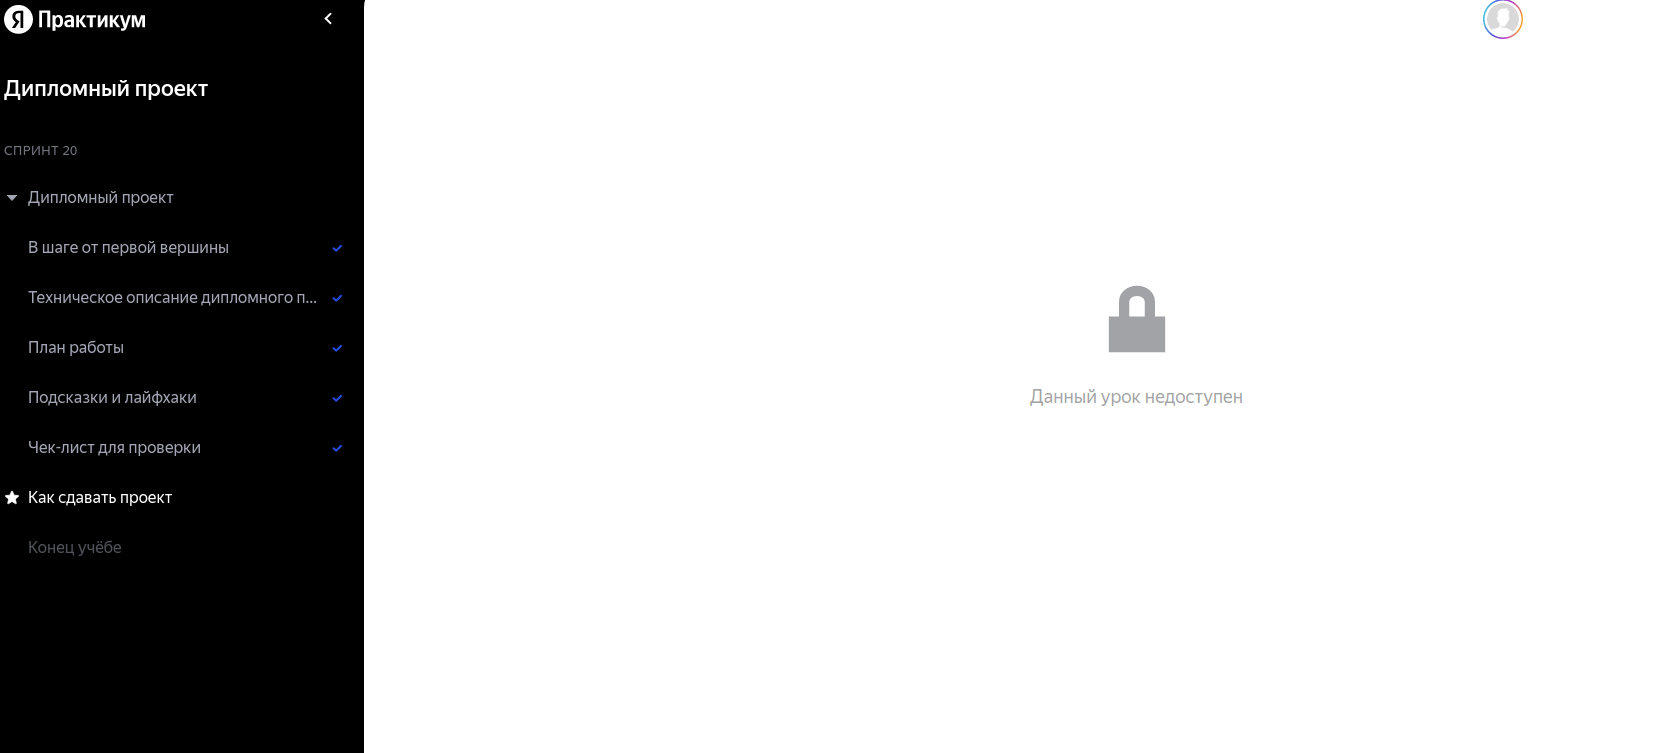 Я Практикум
Дипломный проект
СПРИНТ 20
Дипломный проект
В шаге от первой вершины
Техническое описание дипломного п...
План работы
Подсказки и лайфхаки
Чек-лист для проверки
Как сдавать проект
Конец учёбе
Данный урок недоступен